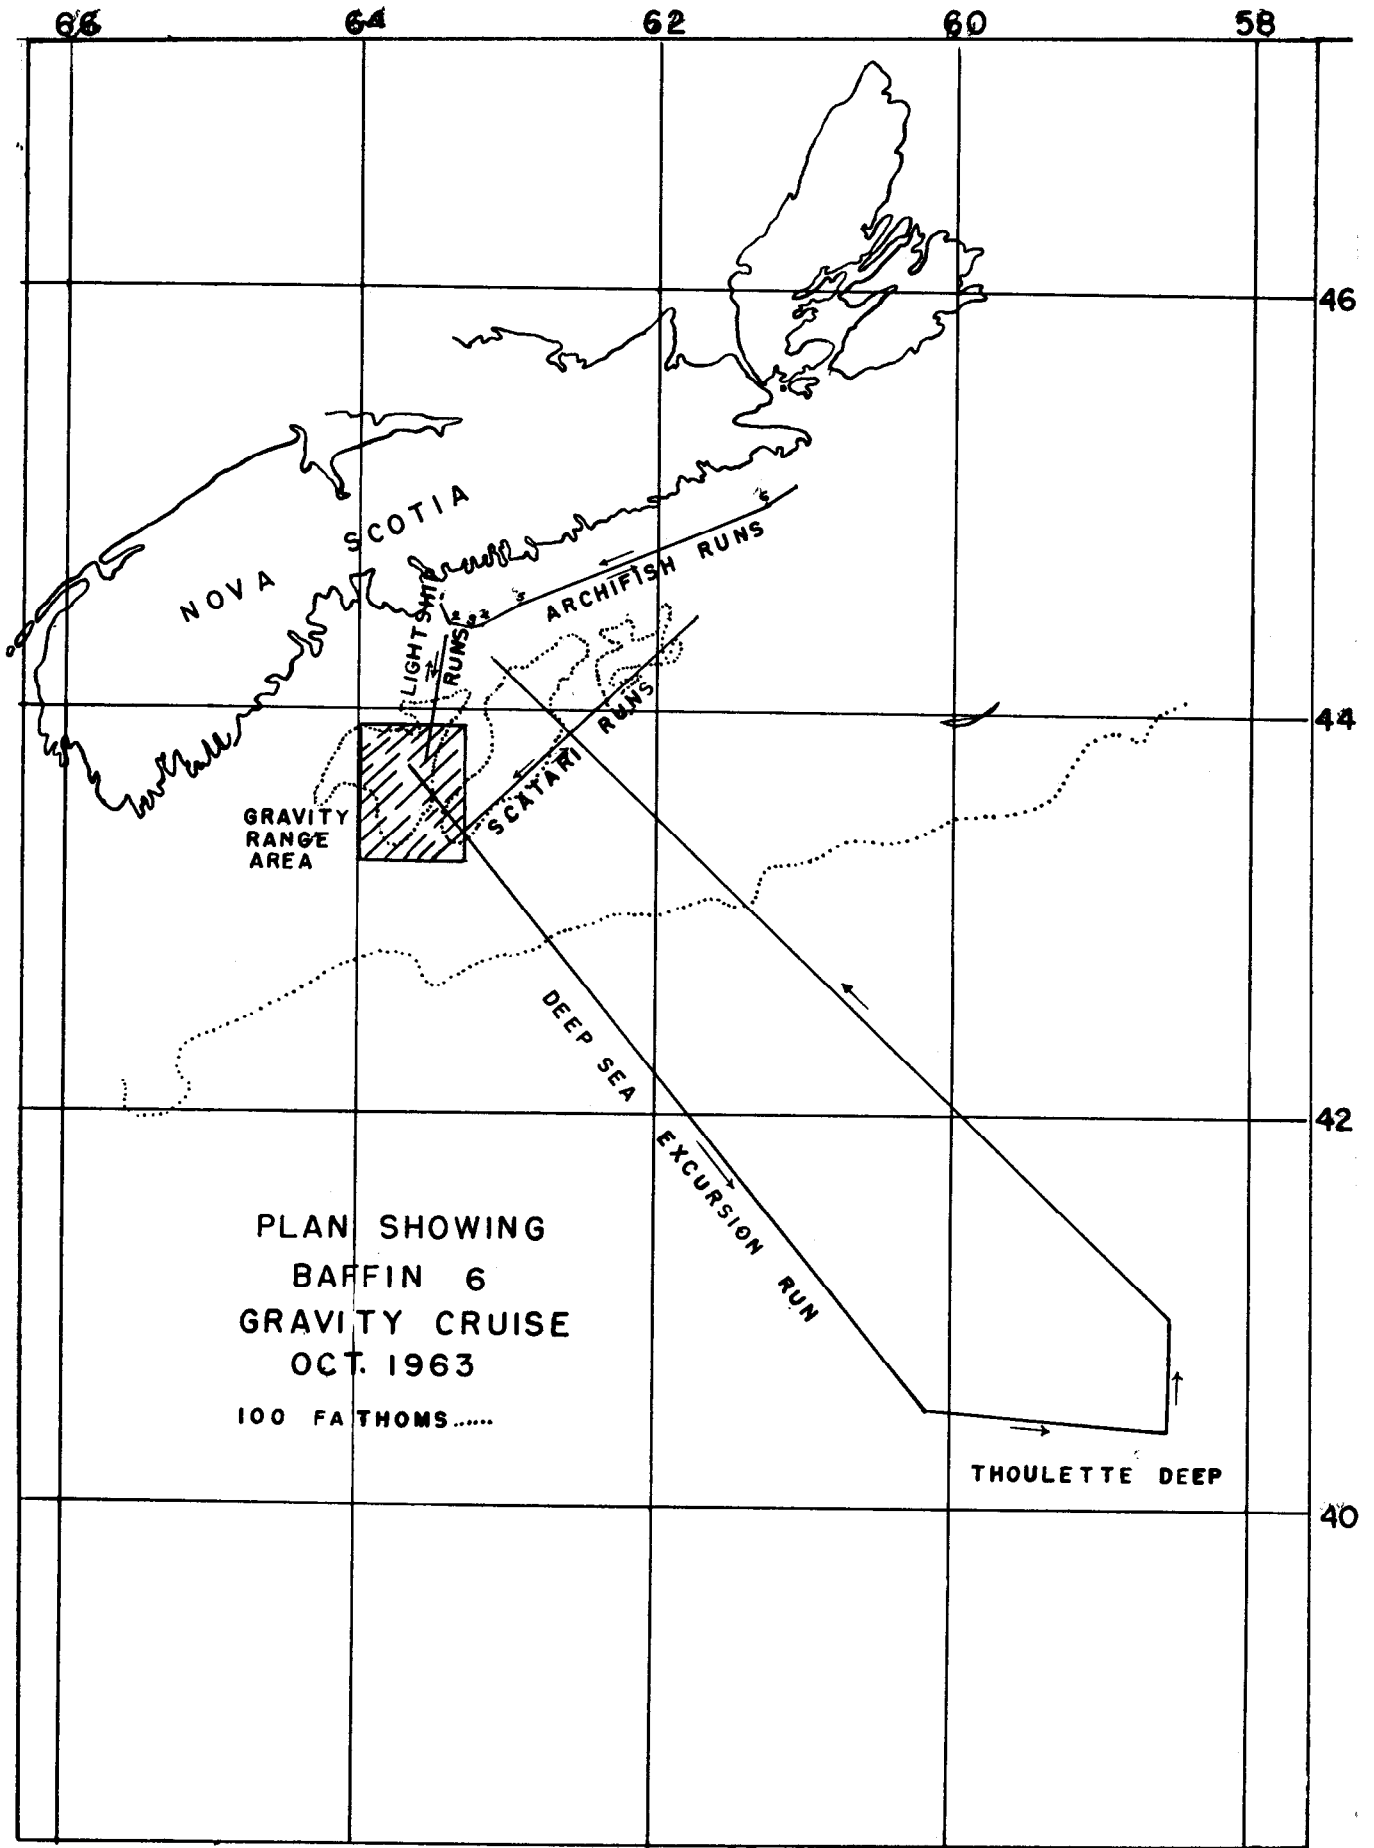 66 64 62 60 58
46
NOVA SCOTIA
ARCHIFISH RUNS
LIGHTSHIP
RUNS
SCATARI RUNS
44
GRAVITY
RANGE
AREA
DEEP SEA EXCURSION RUN
42
PLAN SHOWING
BAFFIN 6
GRAVITY CRUISE
OCT. 1963
100 FATHOMS......
THOULETTE DEEP
40